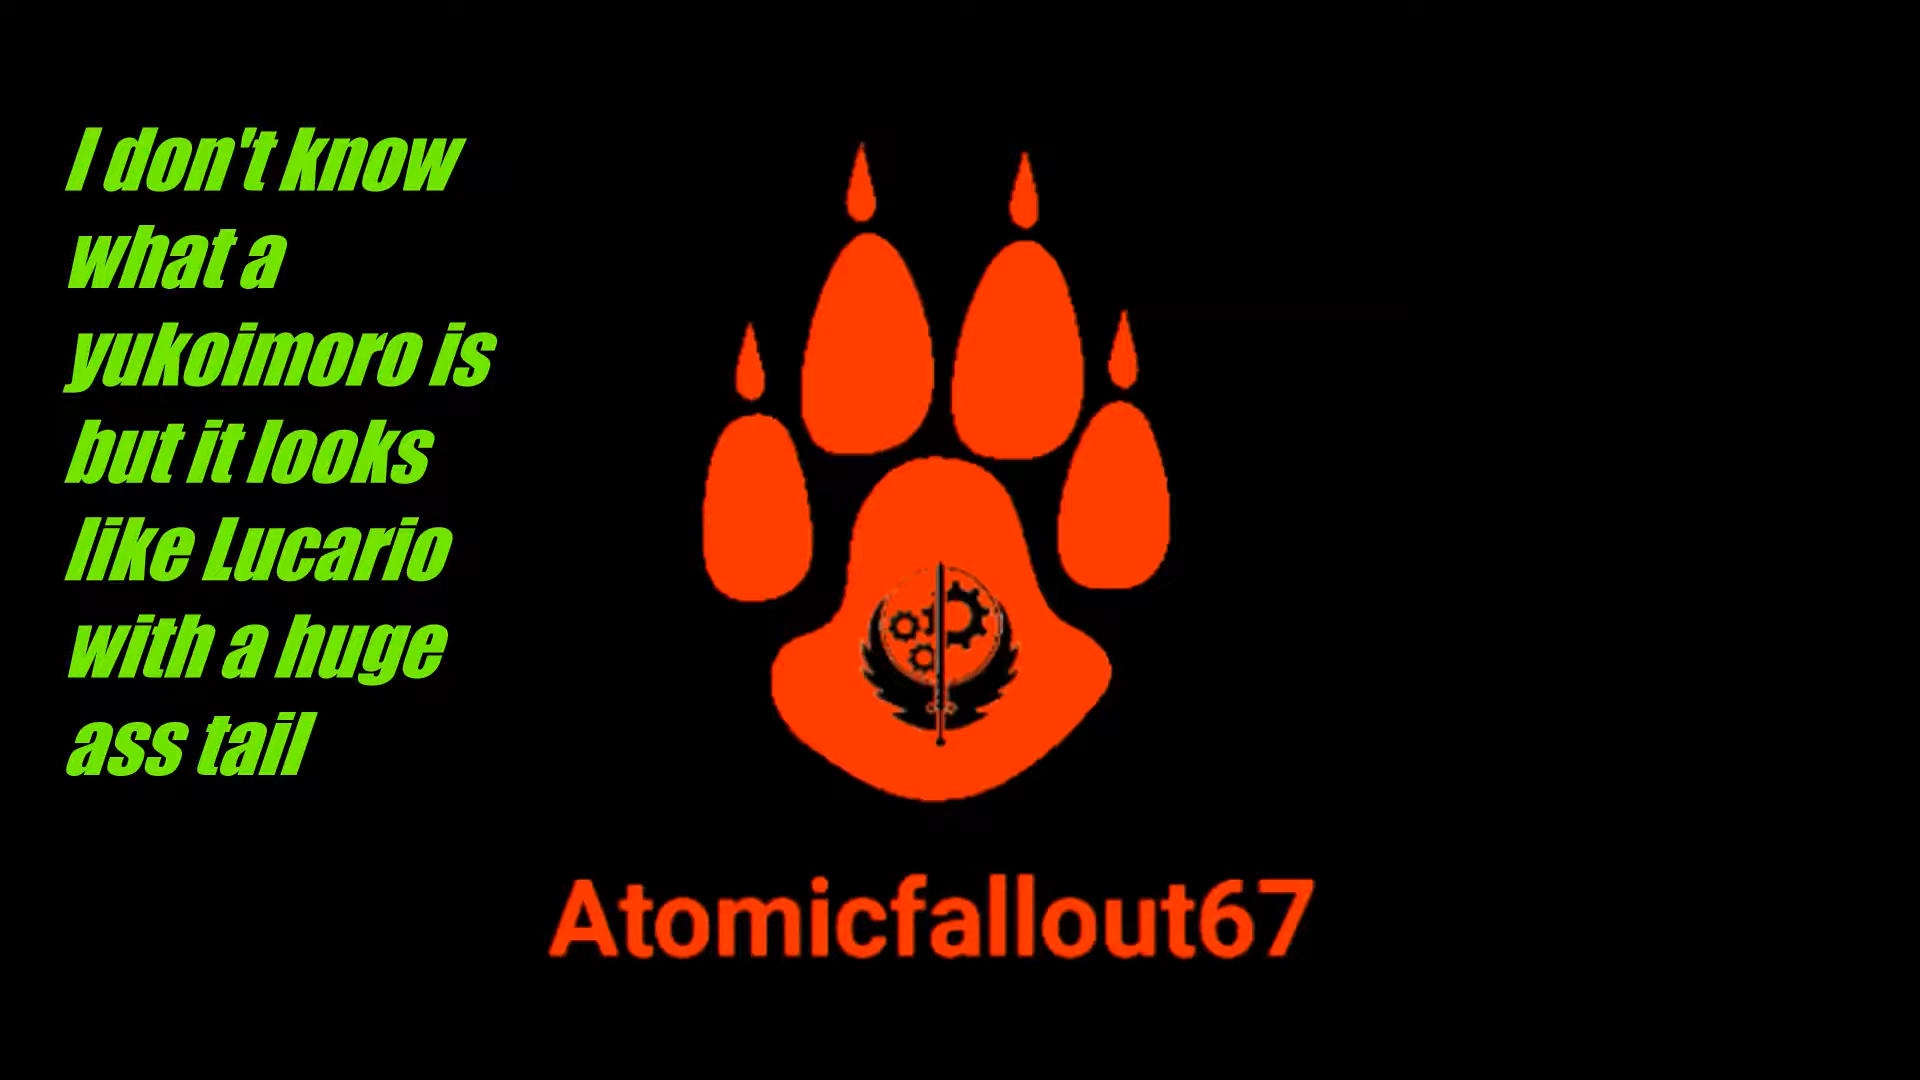 I don't know
what a
yukoimoro is
but it looks
like Lucario
with a huge
ass tail
Atomicfallout67